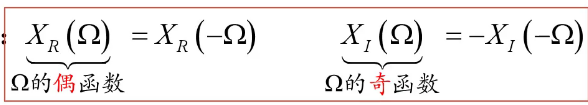 : X_R(Ω) = X_R(−Ω)   X_I(Ω) = −X_I(−Ω)
Ω的偶函数   Ω的奇函数